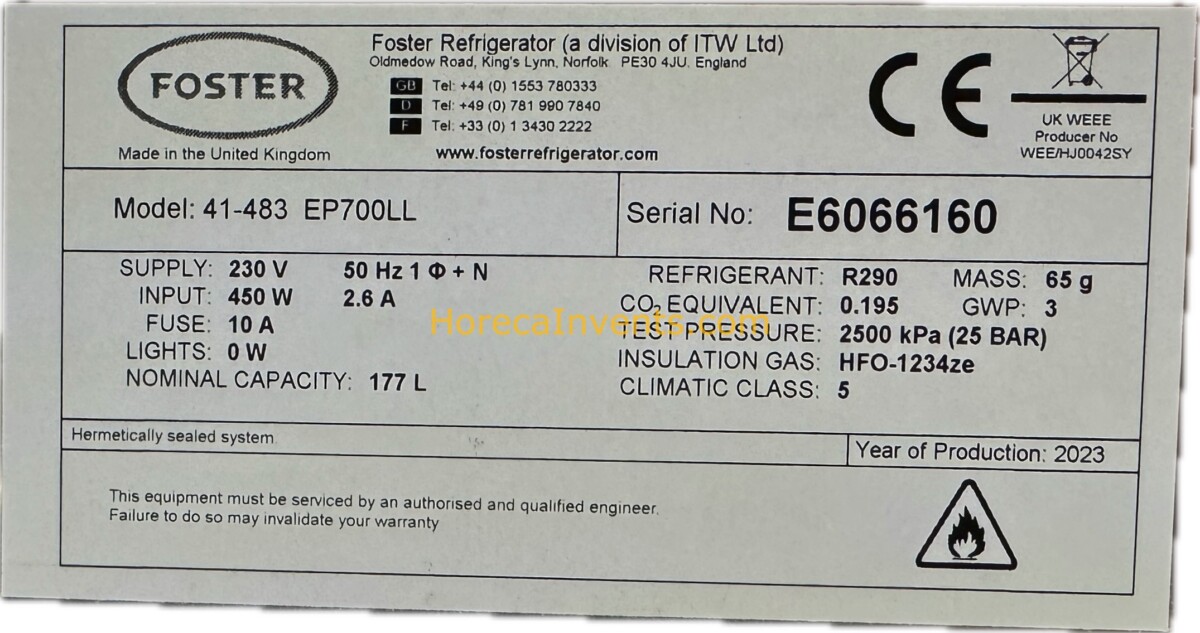 FOSTER
Made in the United Kingdom
Foster Refrigerator (a division of ITW Ltd)
Oldmedow Road, King's Lynn, Norfolk PE30 4JU. England
GB Tel: +44 (0) 1553 780333
D Tel: +49 (0) 781 990 7840
F Tel: +33 (0) 1 3430 2222
www.fosterrefrigerator.com
CE
UK WEEE
Producer No
WEE/HJ0042SY
Model: 41-483 EP700LL
Serial No: E6066160
SUPPLY: 230 V 50 Hz 1 Φ + N
INPUT: 450 W 2.6 A
FUSE: 10 A
LIGHTS: 0 W
NOMINAL CAPACITY: 177 L
REFRIGERANT: R290 MASS: 65 g
CO₂ EQUIVALENT: 0.195 GWP: 3
TEST PRESSURE: 2500 kPa (25 BAR)
INSULATION GAS: HFO-1234ze
CLIMATIC CLASS: 5
HorecaInvents.com
Hermetically sealed system
Year of Production: 2023
This equipment must be serviced by an authorised and qualified engineer.
Failure to do so may invalidate your warranty